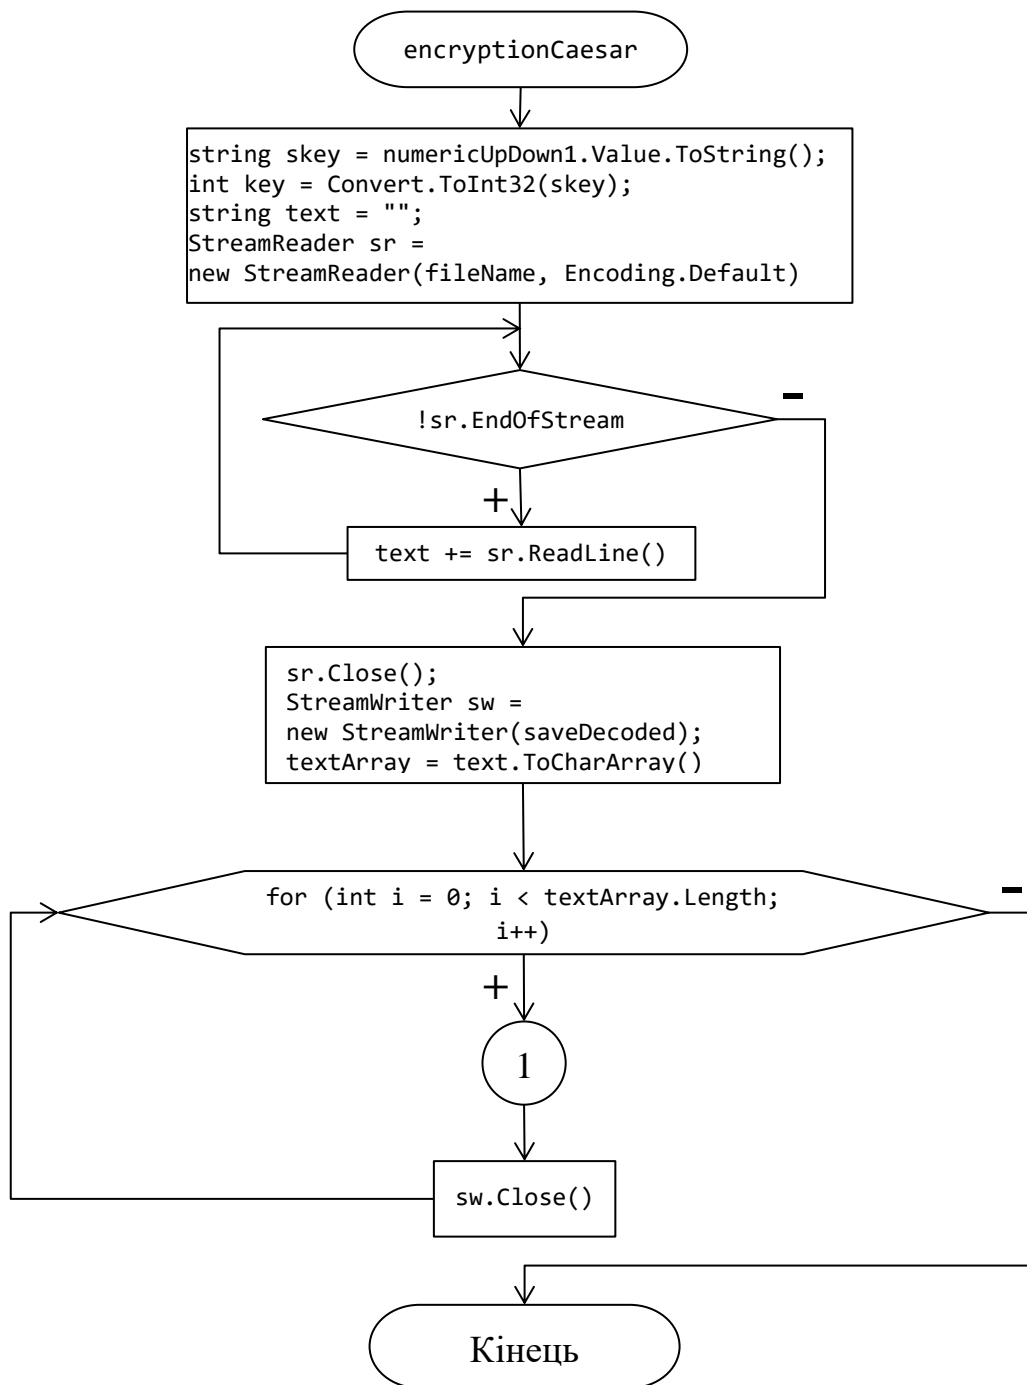 encryptionCaesar
string skey = numericUpDown1.Value.ToString();
int key = Convert.ToInt32(skey);
string text = "";
StreamReader sr =
new StreamReader(fileName, Encoding.Default)
!sr.EndOfStream
-
+
text += sr.ReadLine()
sr.Close();
StreamWriter sw =
new StreamWriter(saveDecoded);
textArray = text.ToCharArray()
for (int i = 0; i < textArray.Length;
i++)
-
+
1
sw.Close()
Кінець